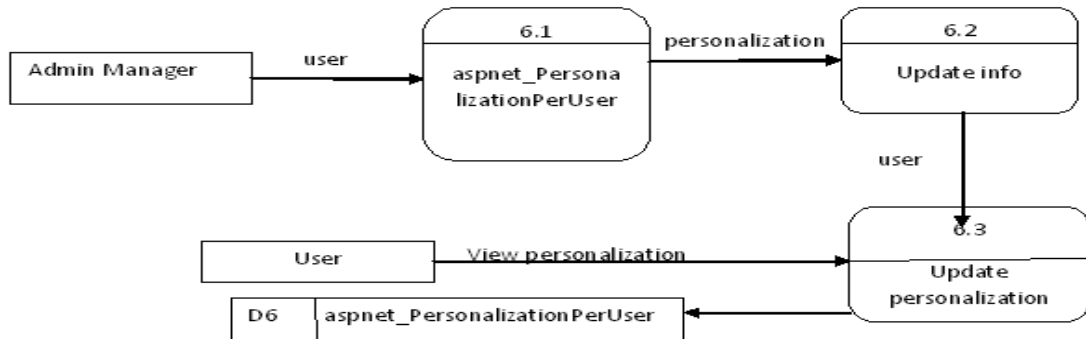 6.1
personalization
6.2
user
Admin Manager
aspnet_Persona
lizationPerUser
Update info
user
6.3
User
View personalization
Update
personalization
D6
aspnet_PersonalizationPerUser